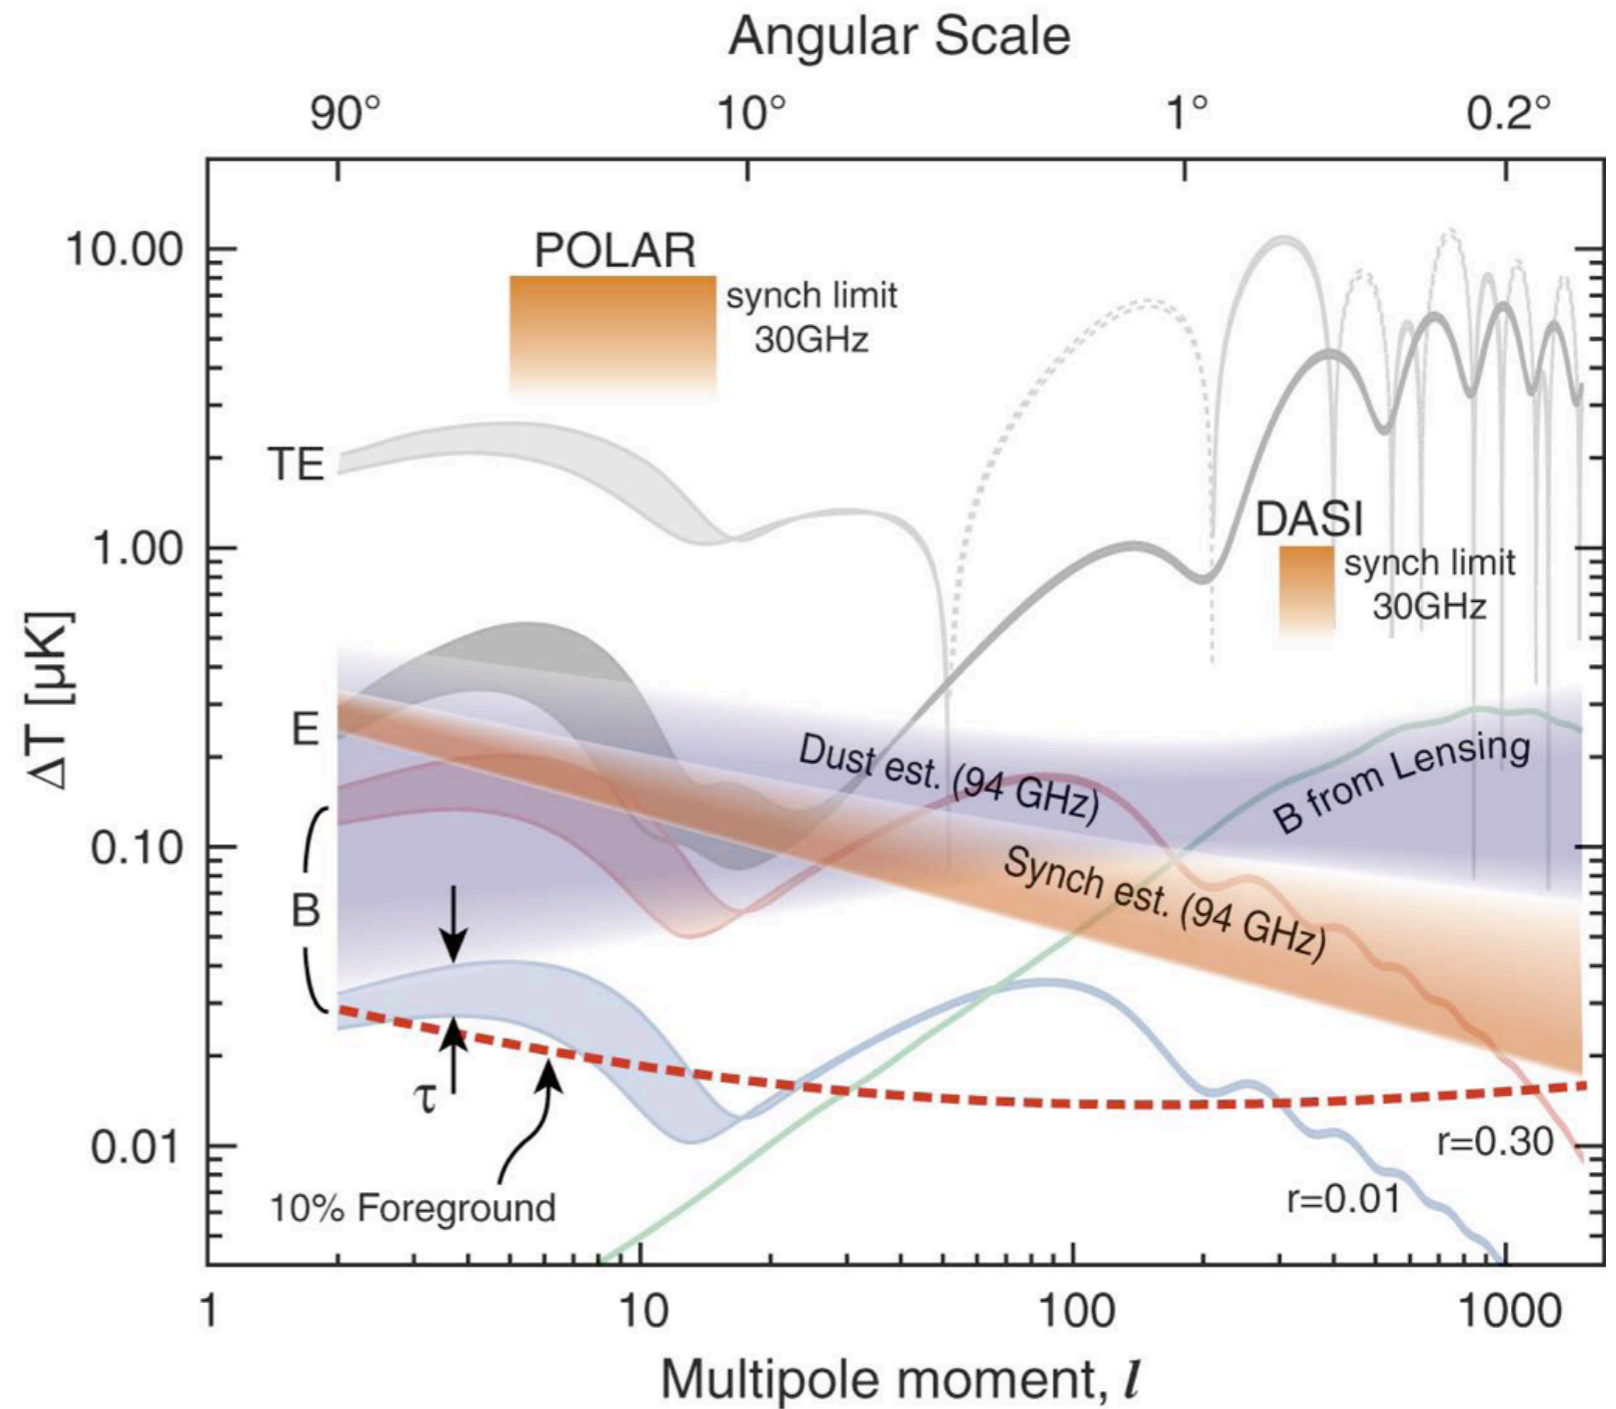 Angular Scale
90° 10° 1° 0.2°
10.00
POLAR
synch limit
30GHz
TE
1.00
DASI
synch limit
30GHz
ΔT [μK]
E
Dust est. (94 GHz)
B from Lensing
0.10
Synch est. (94 GHz)
B
τ
0.01
r=0.30
10% Foreground
r=0.01
1 10 100 1000
Multipole moment, l